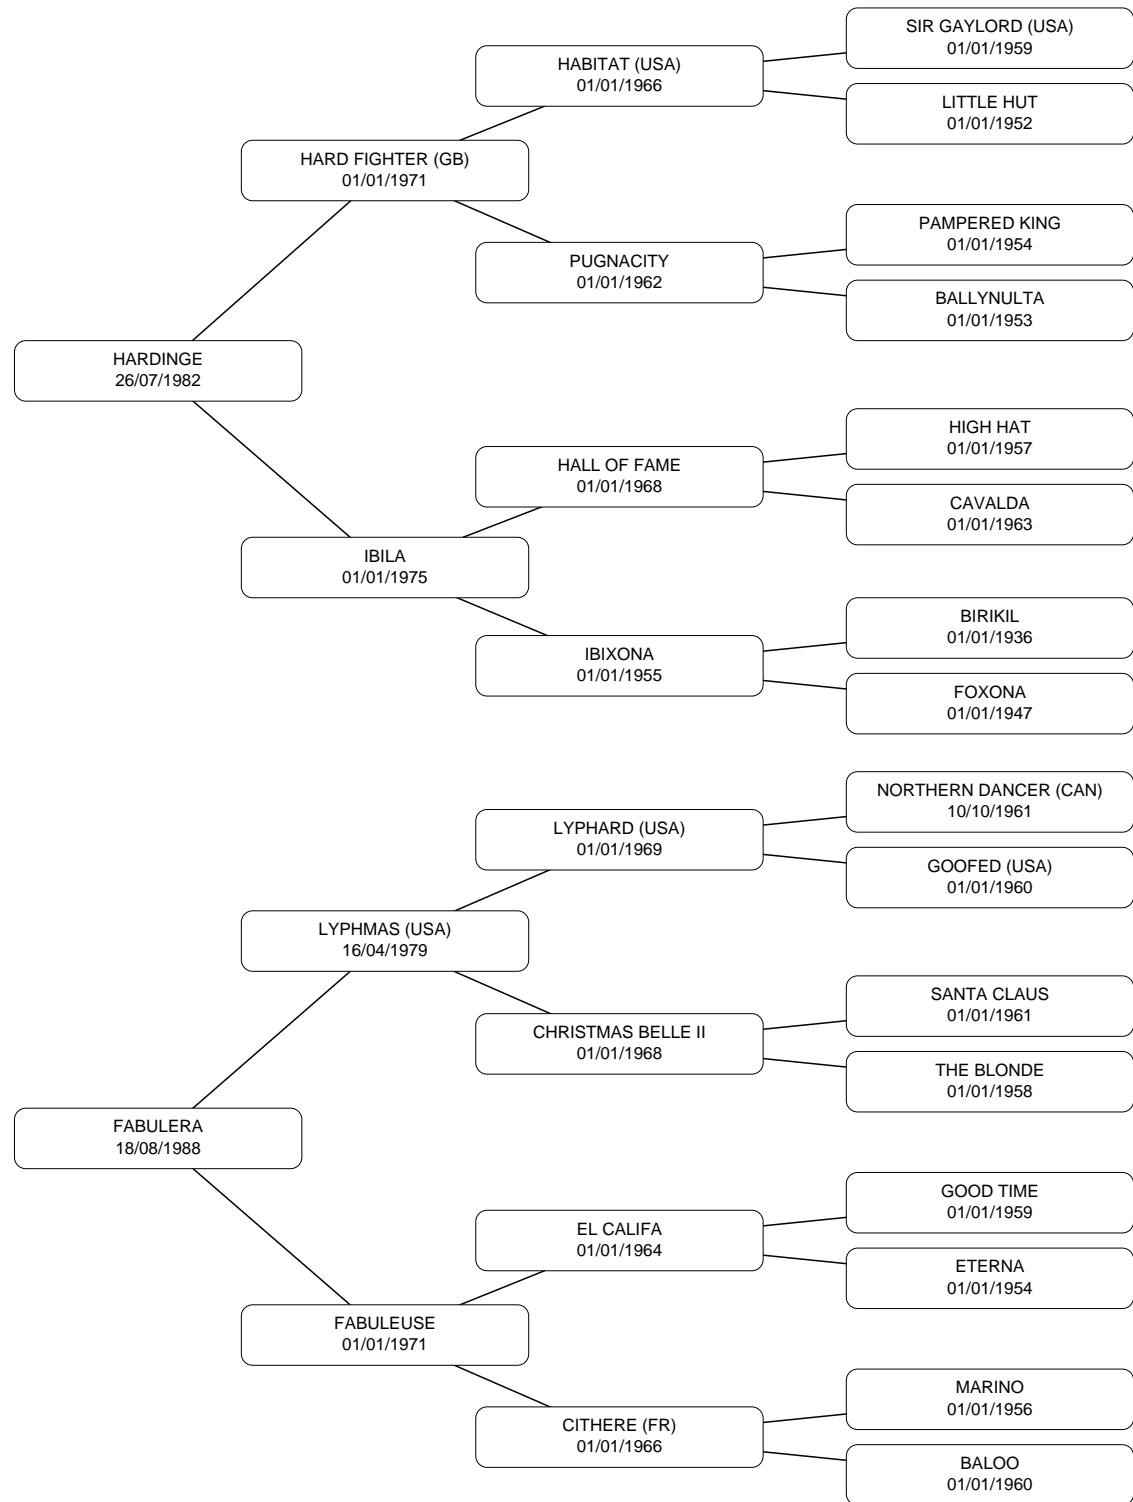 SIR GAYLORD (USA)
01/01/1959
HABITAT (USA)
01/01/1966
LITTLE HUT
01/01/1952
HARD FIGHTER (GB)
01/01/1971
PAMPERED KING
01/01/1954
PUGNACITY
01/01/1962
BALLYNULTA
01/01/1953
HARDINGE
26/07/1982
HIGH HAT
01/01/1957
HALL OF FAME
01/01/1968
CAVALDA
01/01/1963
IBILA
01/01/1975
BIRIKIL
01/01/1936
IBIXONA
01/01/1955
FOXONA
01/01/1947
NORTHERN DANCER (CAN)
10/10/1961
LYPHARD (USA)
01/01/1969
GOOFED (USA)
01/01/1960
LYPHMAS (USA)
16/04/1979
SANTA CLAUS
01/01/1961
CHRISTMAS BELLE II
01/01/1968
THE BLONDE
01/01/1958
FABULERA
18/08/1988
GOOD TIME
01/01/1959
EL CALIFA
01/01/1964
ETERNA
01/01/1954
FABULEUSE
01/01/1971
MARINO
01/01/1956
CITHERE (FR)
01/01/1966
BALOO
01/01/1960